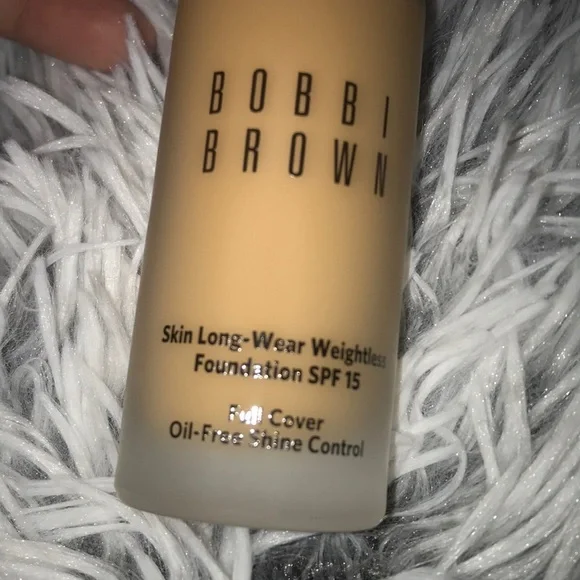 BOBBI
BROWN
Skin Long-Wear Weightless
Foundation SPF 15
Full Cover
Oil-Free Shine Control